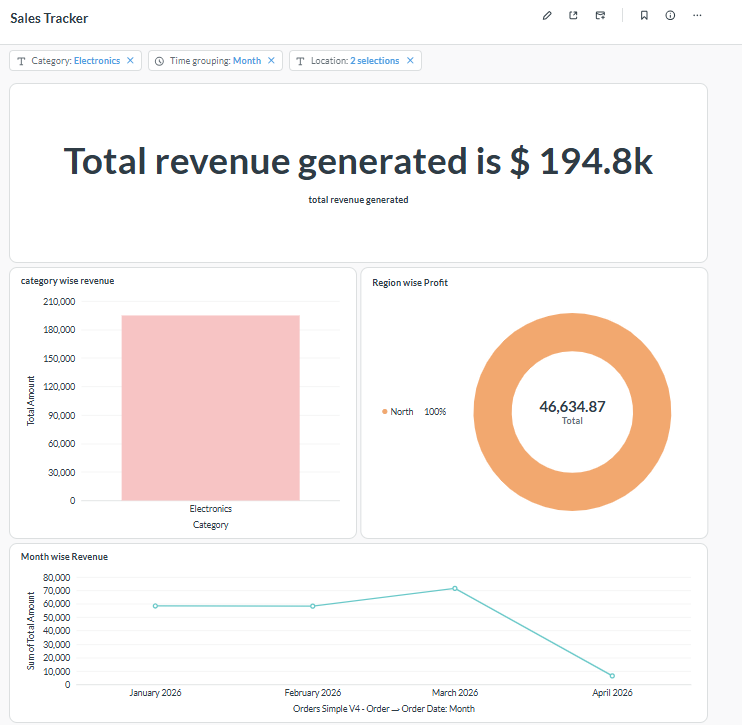 Sales Tracker
Category: Electronics
Time grouping: Month
Location: 2 selections
Total revenue generated is $ 194.8k
total revenue generated
category wise revenue
210,000
180,000
150,000
120,000
90,000
60,000
30,000
0
Total Amount
Electronics
Category
Region wise Profit
North 100%
46,634.87
Total
Month wise Revenue
80,000
70,000
60,000
50,000
40,000
30,000
20,000
10,000
0
Sum of Total Amount
January 2026 February 2026 March 2026 April 2026
Orders Simple V4 - Order → Order Date: Month